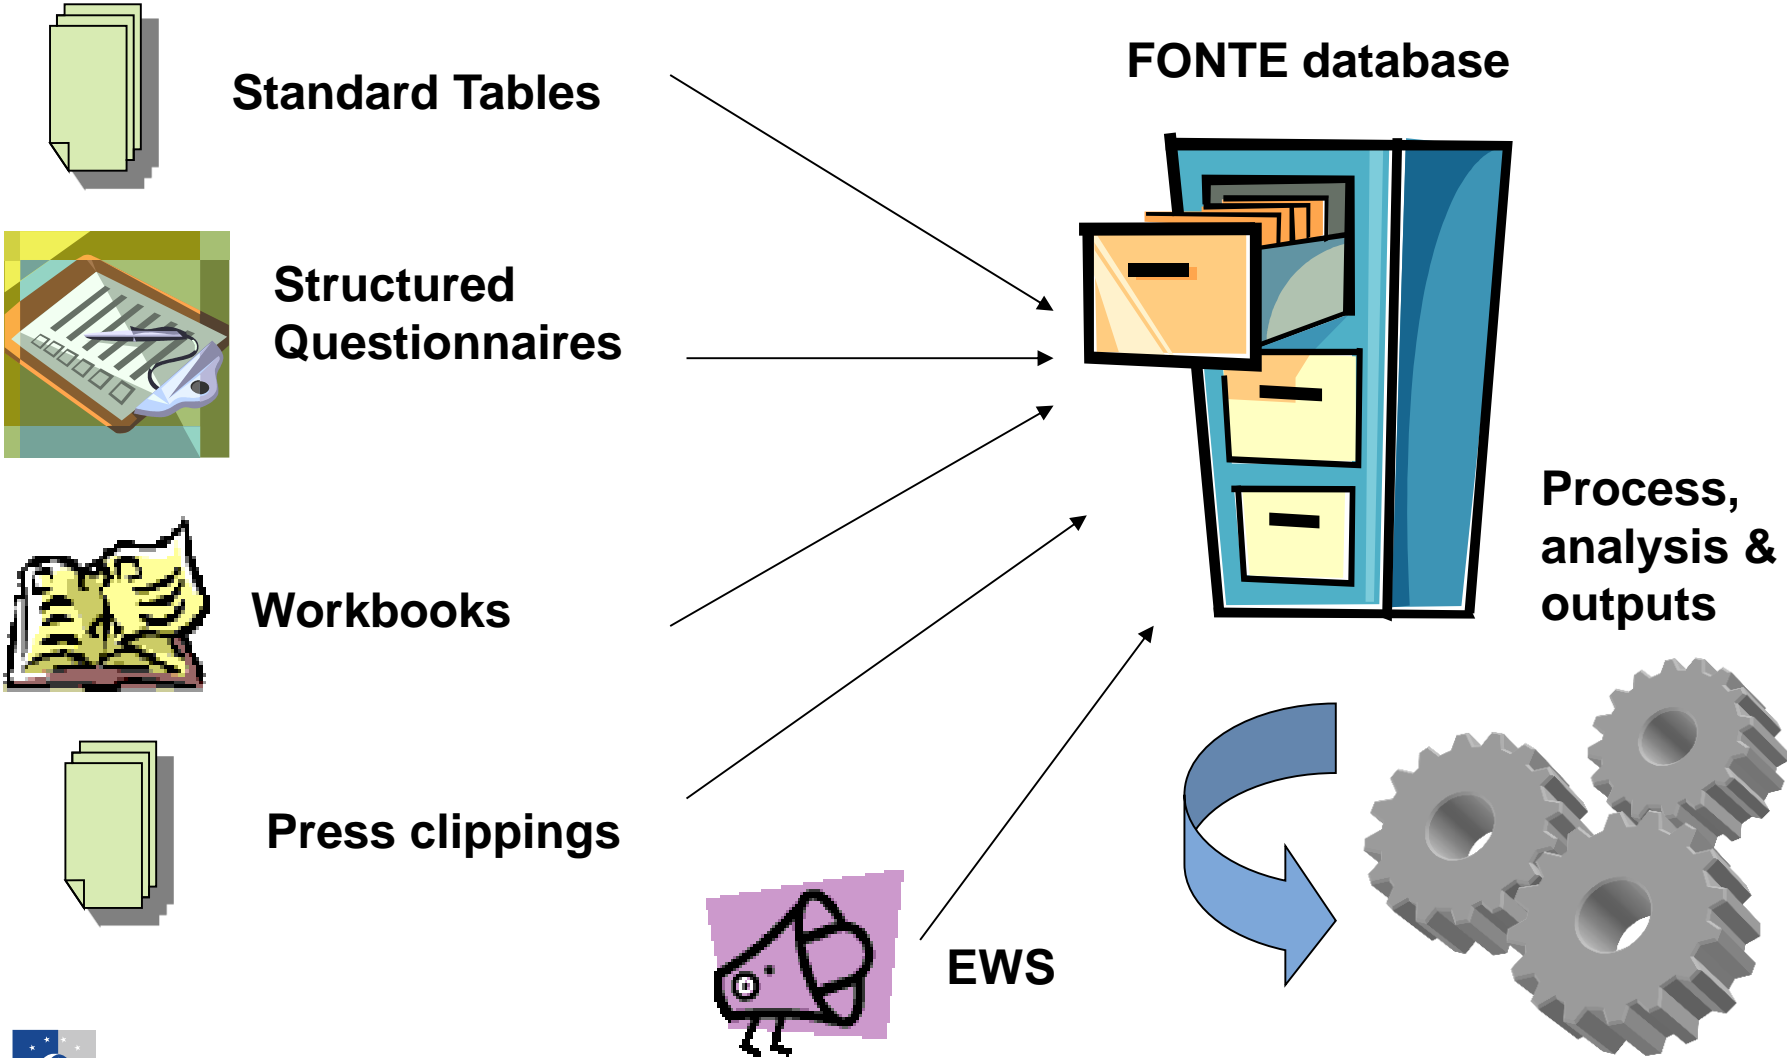 FONTE database
Standard Tables
Structured
Questionnaires
Process,
analysis &
outputs
Workbooks
Press clippings
EWS